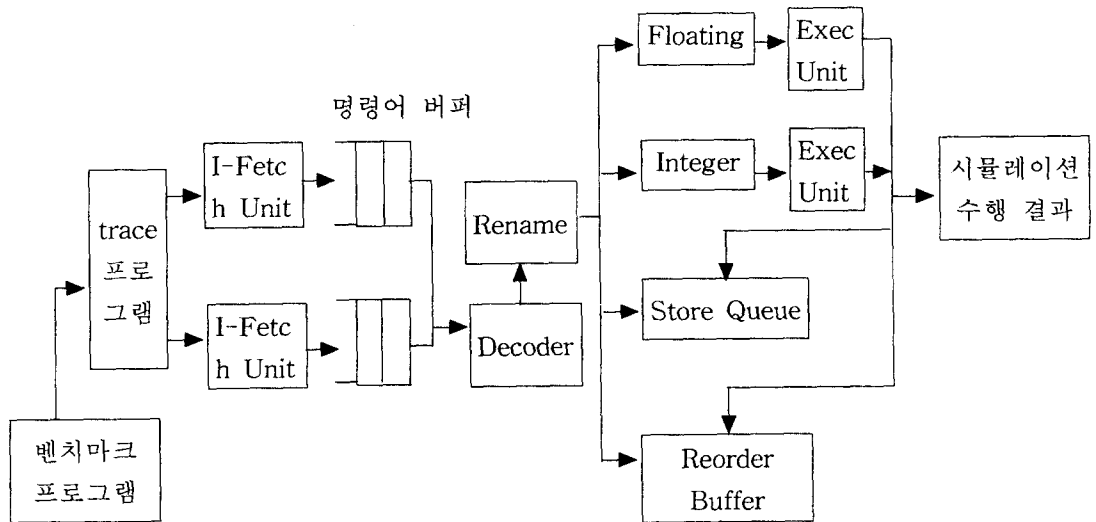 Floating
Exec
Unit
명령어 버퍼
I-Fetc
h Unit
Integer
Exec
Unit
시뮬레이션
수행 결과
trace
프로
그램
Rename
I-Fetc
h Unit
Store Queue
Decoder
벤치마크
프로그램
Reorder
Buffer